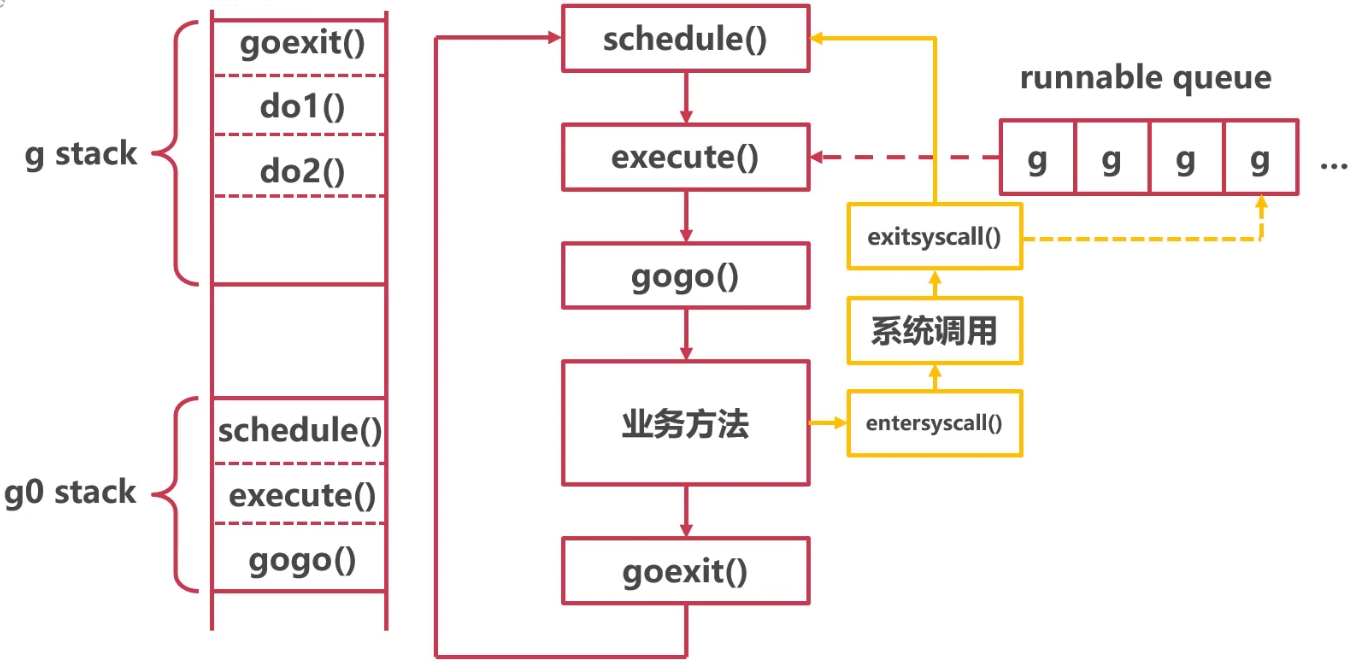 g stack
goexit()
do1()
do2()
g0 stack
schedule()
execute()
gogo()
schedule()
execute()
gogo()
业务方法
goexit()
runnable queue
g g g g ...
exitsyscall()
系统调用
entersyscall()